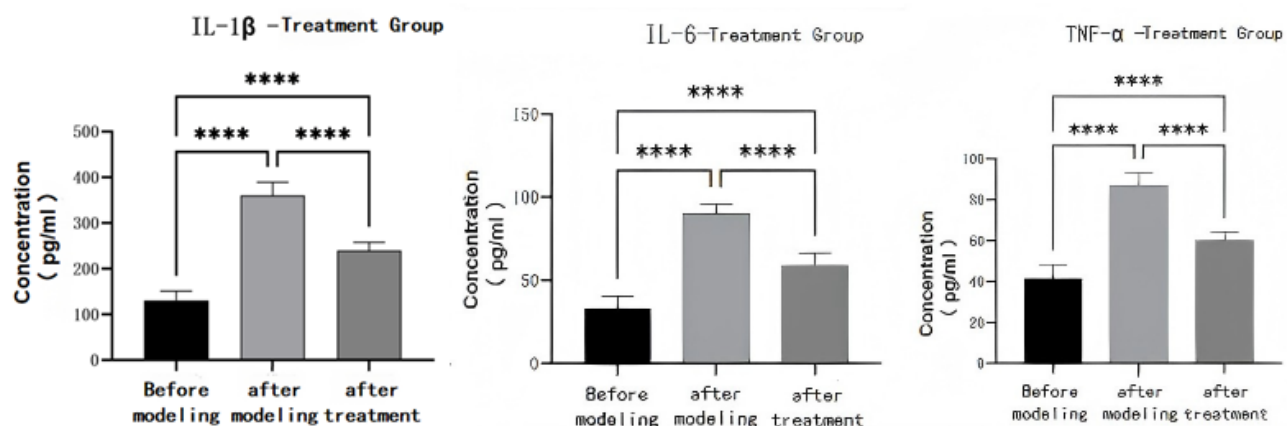 IL-1β -Treatment Group
****
**** ****
500
400
300
200
100
0
Concentration
( pg/ml )
Before modeling
after modeling
after treatment
IL-6-Treatment Group
****
**** ****
150
100
50
0
Concentration
( pg/ml )
Before modeling
after modeling
after treatment
TNF-α -Treatment Group
****
**** ****
100
80
60
40
20
0
Concentration
( pg/ml )
Before modeling
after modeling
after treatment